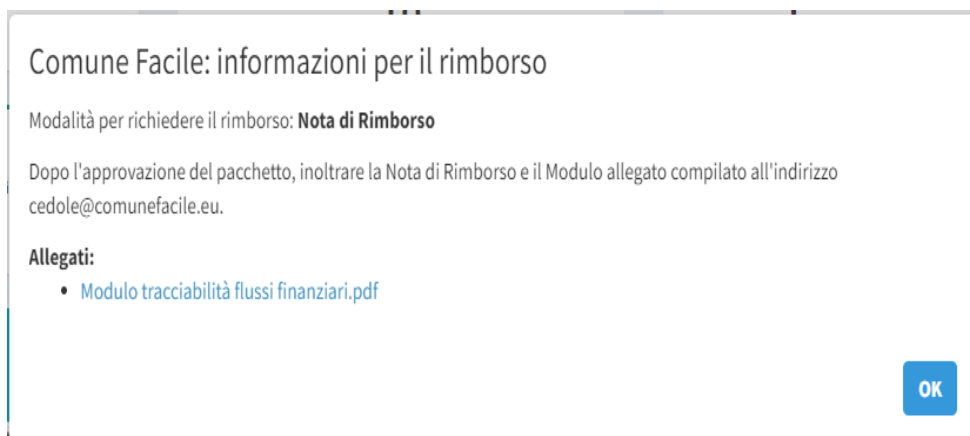 Comune Facile: informazioni per il rimborso
Modalità per richiedere il rimborso: Nota di Rimborso
Dopo l'approvazione del pacchetto, inoltrare la Nota di Rimborso e il Modulo allegato compilato all'indirizzo
cedole@comunefacile.eu.
Allegati:
• Modulo tracciabilità flussi finanziari.pdf
OK